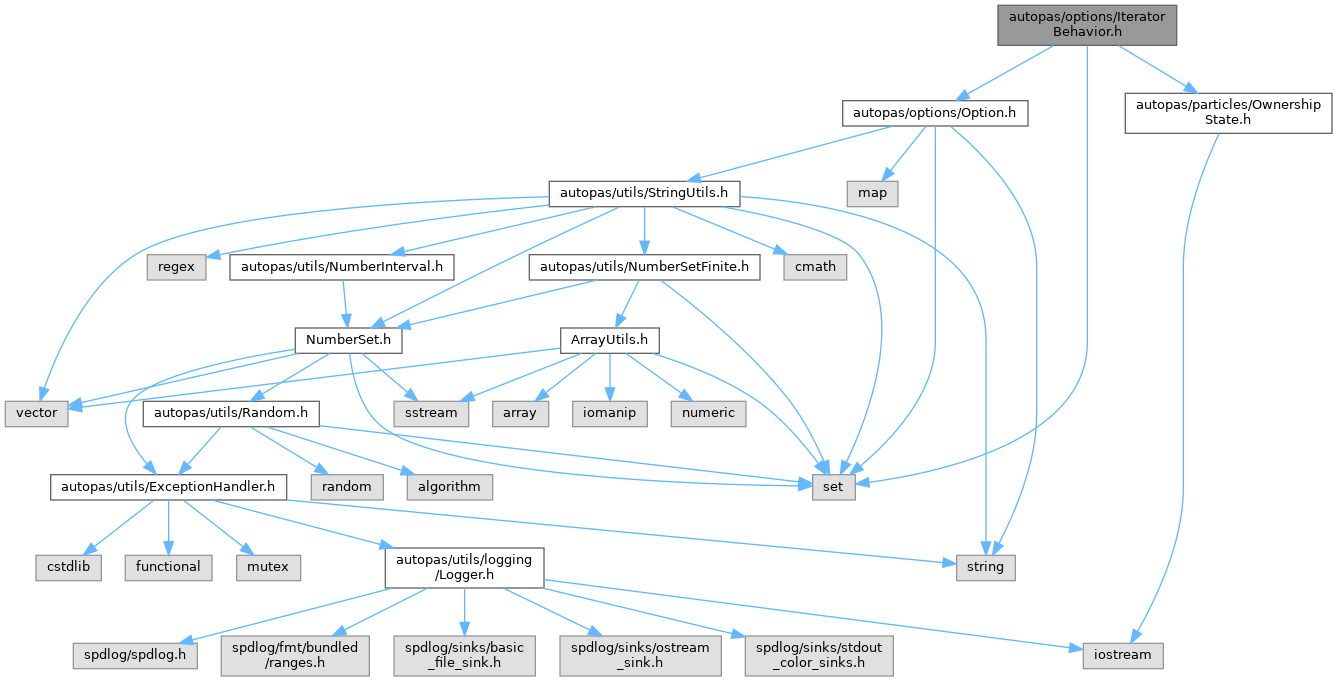 autopas/options/Iterator
Behavior.h
autopas/options/Option.h
autopas/particles/Ownership
State.h
autopas/utils/StringUtils.h
map
regex
autopas/utils/NumberInterval.h
autopas/utils/NumberSetFinite.h
cmath
NumberSet.h
ArrayUtils.h
vector
autopas/utils/Random.h
sstream
array
iomanip
numeric
autopas/utils/ExceptionHandler.h
random
algorithm
set
cstdlib
functional
mutex
autopas/utils/logging
/Logger.h
string
spdlog/spdlog.h
spdlog/fmt/bundled
/ranges.h
spdlog/sinks/basic
_file_sink.h
spdlog/sinks/ostream
_sink.h
spdlog/sinks/stdout
_color_sinks.h
iostream